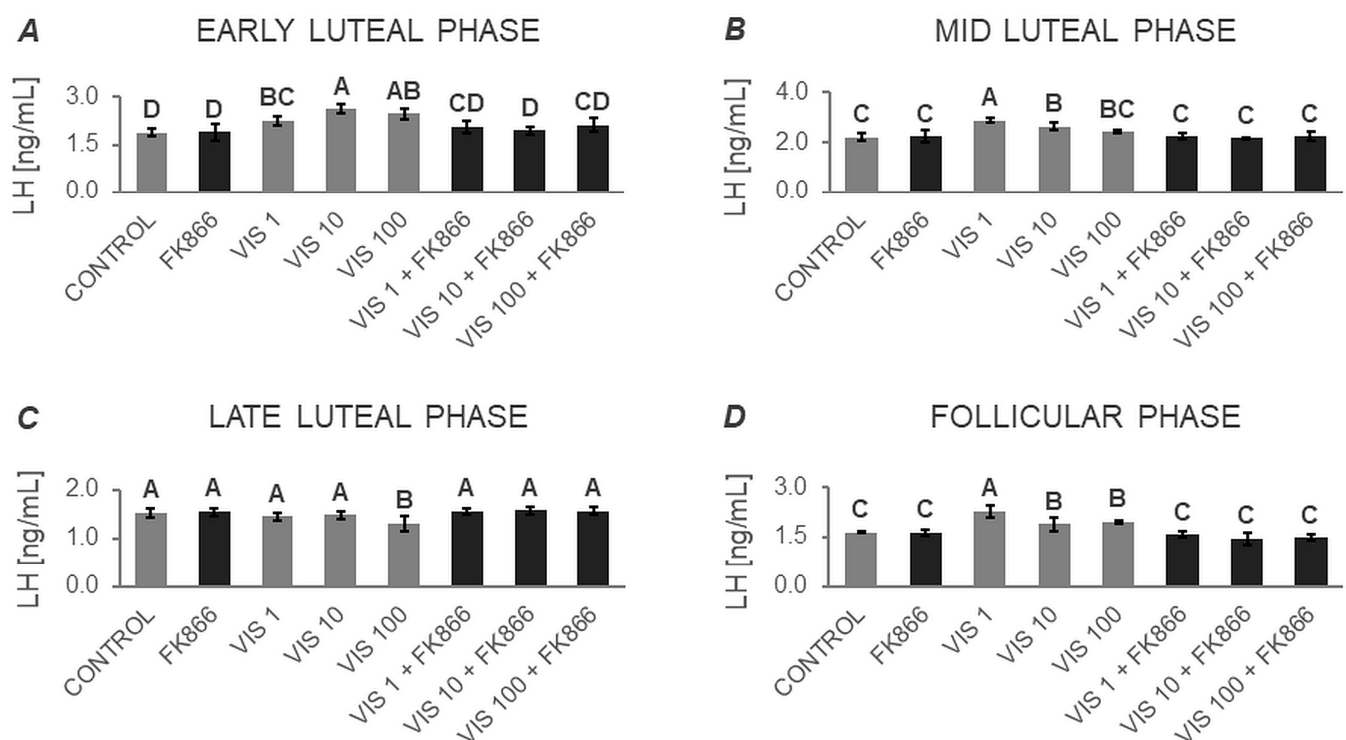 A EARLY LUTEAL PHASE
LH [ng/mL]
3.0
1.5
0.0
D D BC A AB CD D CD
CONTROL
FK866
VIS 1
VIS 10
VIS 100
VIS 1 + FK866
VIS 10 + FK866
VIS 100 + FK866
B MID LUTEAL PHASE
LH [ng/mL]
4.0
2.0
0.0
C C A B BC C C C
CONTROL
FK866
VIS 1
VIS 10
VIS 100
VIS 1 + FK866
VIS 10 + FK866
VIS 100 + FK866
C LATE LUTEAL PHASE
LH [ng/mL]
2.0
1.0
0.0
A A A A B A A A
CONTROL
FK866
VIS 1
VIS 10
VIS 100
VIS 1 + FK866
VIS 10 + FK866
VIS 100 + FK866
D FOLLICULAR PHASE
LH [ng/mL]
3.0
1.5
0.0
C C A B B C C C
CONTROL
FK866
VIS 1
VIS 10
VIS 100
VIS 1 + FK866
VIS 10 + FK866
VIS 100 + FK866